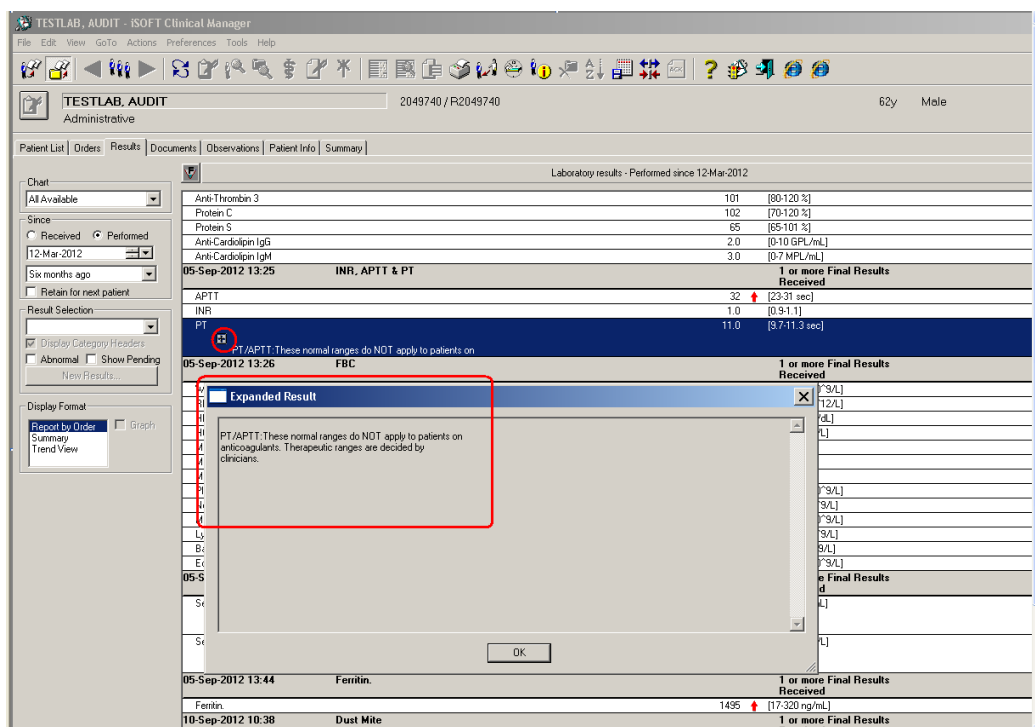 TESTLAB, AUDIT - iSOFT Clinical Manager
File Edit View GoTo Actions Preferences Tools Help
TESTLAB, AUDIT 2049740 / R2049740 62y Male
Administrative
Patient List Orders Results Documents Observations Patient Info Summary
Laboratory results - Performed since 12-Mar-2012
Chart
All Available
Since
Received Performed
12-Mar-2012
Six months ago
Retain for next patient
Result Selection
Display Category Headers
Abnormal Show Pending
New Results...
Display Format
Report by Order
Summary
Trend View
Graph
Anti-Thrombin 3 101 [80-120 %]
Protein C 102 [70-120 %]
Protein S 65 [65-101 %]
Anti-Cardiolipin IgG 2.0 [0-10 GPL/mL]
Anti-Cardiolipin IgM 3.0 [0-7 MPL/mL]
05-Sep-2012 13:25 INR, APTT & PT 1 or more Final Results
Received
APTT 32 [23-31 sec]
INR 1.0 [0.9-1.1]
PT 11.0 [9.7-11.3 sec]
PT/APTT:These normal ranges do NOT apply to patients on
05-Sep-2012 13:26 FBC 1 or more Final Results
Received
Expanded Result
PT/APTT:These normal ranges do NOT apply to patients on
anticoagulants. Therapeutic ranges are decided by
clinicians.
OK
05-Sep-2012 13:44 Ferritin. 1 or more Final Results
Received
Ferritin. 1495 [17-320 ng/mL]
10-Sep-2012 10:38 Dust Mite 1 or more Final Results